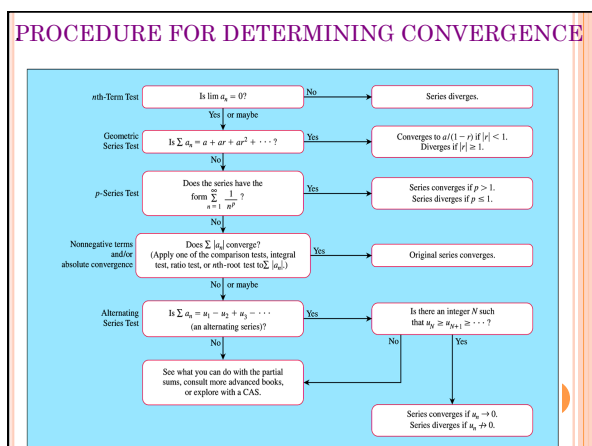 PROCEDURE FOR DETERMINING CONVERGENCE
nth-Term Test
Is lim aₙ = 0?
No
Series diverges.
Yes or maybe
Geometric
Series Test
Is Σ aₙ = a + ar + ar² + · · · ?
Yes
Converges to a/(1 − r) if |r| < 1.
Diverges if |r| ≥ 1.
No
p-Series Test
Does the series have the
form ∞ Σ n = 1 1/nᵖ ?
Yes
Series converges if p > 1.
Series diverges if p ≤ 1.
No
Nonnegative terms
and/or
absolute convergence
Does Σ |aₙ| converge?
(Apply one of the comparison tests, integral
test, ratio test, or nth-root test to Σ |aₙ|.)
Yes
Original series converges.
No or maybe
Alternating
Series Test
Is Σ aₙ = u₁ − u₂ + u₃ − · · ·
(an alternating series)?
Yes
Is there an integer N such
that u_N ≥ u_N+1 ≥ · · · ?
No
No
Yes
See what you can do with the partial
sums, consult more advanced books,
or explore with a CAS.
Series converges if uₙ → 0.
Series diverges if uₙ ↛ 0.